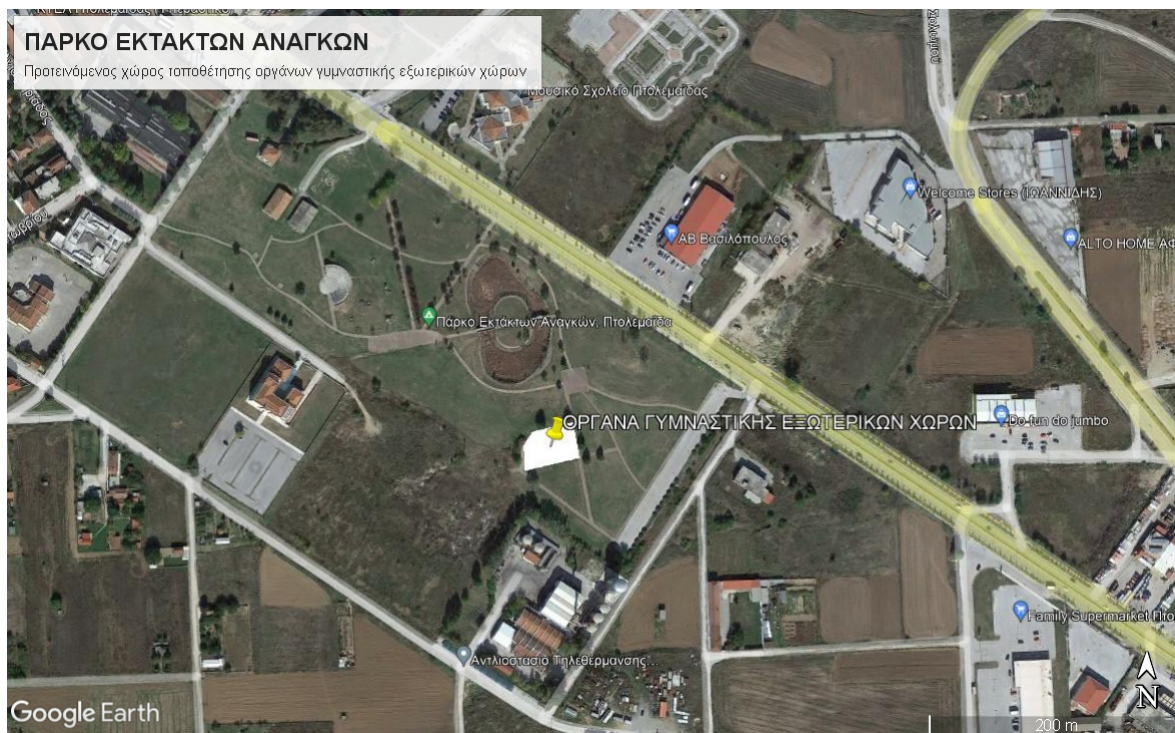 ΠΑΡΚΟ ΕΚΤΑΚΤΩΝ ΑΝΑΓΚΩΝ
Προτεινόμενος χώρος τοποθέτησης οργάνων γυμναστικής εξωτερικών χώρων
Μουσικό Σχολείο Πτολεμαΐδας
Welcome Stores (ΙΩΑΝΝΙΔΗΣ)
ΑΒ Βασιλόπουλος
ALTO HOME
Πάρκο Εκτάκτων Αναγκών, Πτολεμαΐδα
ΟΡΓΑΝΑ ΓΥΜΝΑΣΤΙΚΗΣ ΕΞΩΤΕΡΙΚΩΝ ΧΩΡΩΝ
Do fun do jumbo
Family Supermarket
Αντλιοστάσιο Τηλεθέρμανσης...
N
Google Earth
200 m